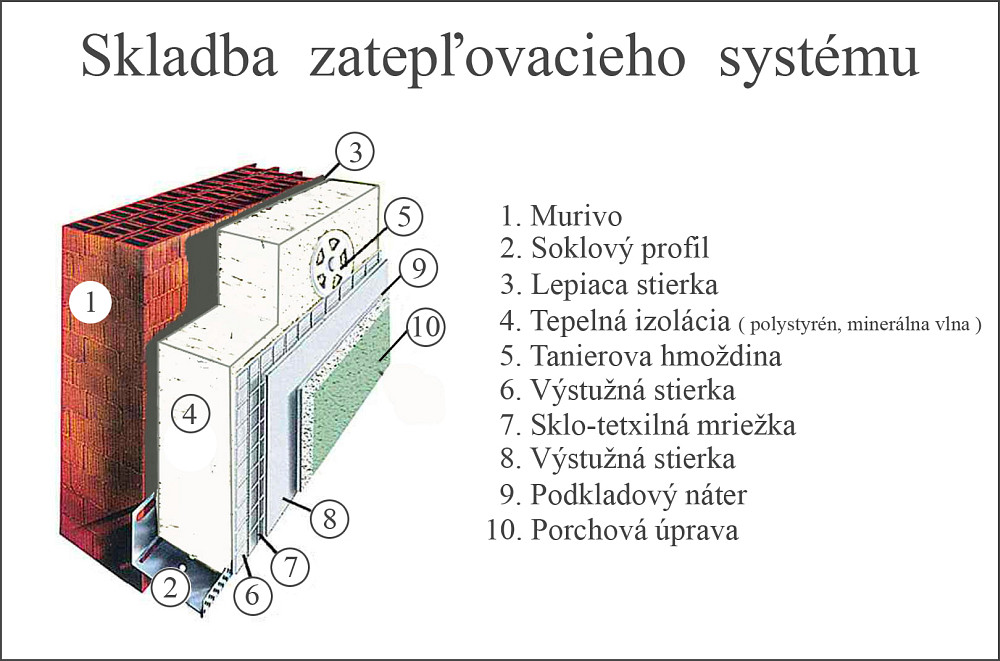 Skladba zatepľovacieho systému
3
5
9
10
1
4
8
7
6
2
1. Murivo
2. Soklový profil
3. Lepiaca stierka
4. Tepelná izolácia ( polystyrén, minerálna vlna )
5. Tanierova hmoždina
6. Výstužná stierka
7. Sklo-tetxilná mriežka
8. Výstužná stierka
9. Podkladový náter
10. Porchová úprava